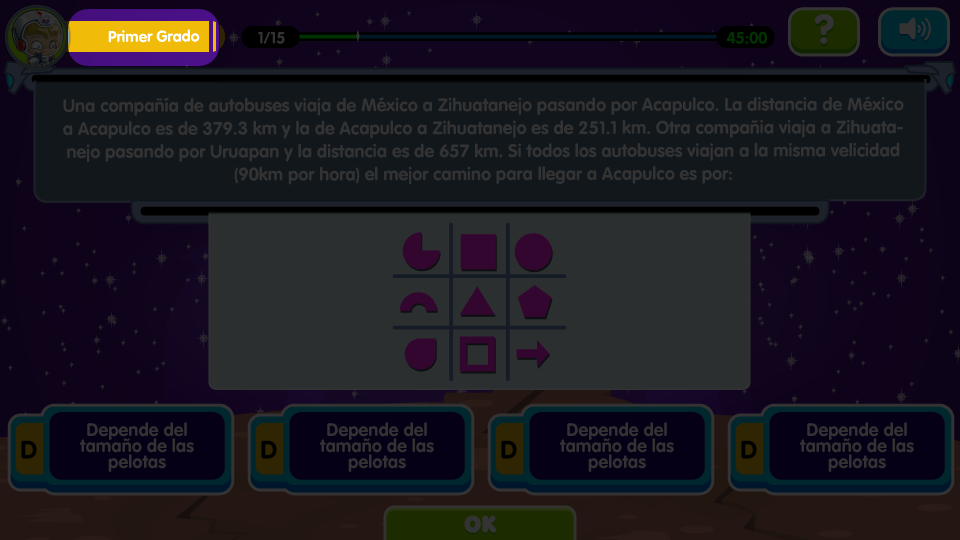 Primer Grado
1/15
45:00
?
Una compañía de autobuses viaja de México a Zihuatanejo pasando por Acapulco. La distancia de México
a Acapulco es de 379.3 km y la de Acapulco a Zihuatanejo es de 251.1 km. Otra compañia viaja a Zihuata-
nejo pasando por Uruapan y la distancia es de 657 km. Si todos los autobuses viajan a la misma velicidad
(90km por hora) el mejor camino para llegar a Acapulco es por:
D
Depende del
tamaño de las
pelotas
D
Depende del
tamaño de las
pelotas
D
Depende del
tamaño de las
pelotas
D
Depende del
tamaño de las
pelotas
OK